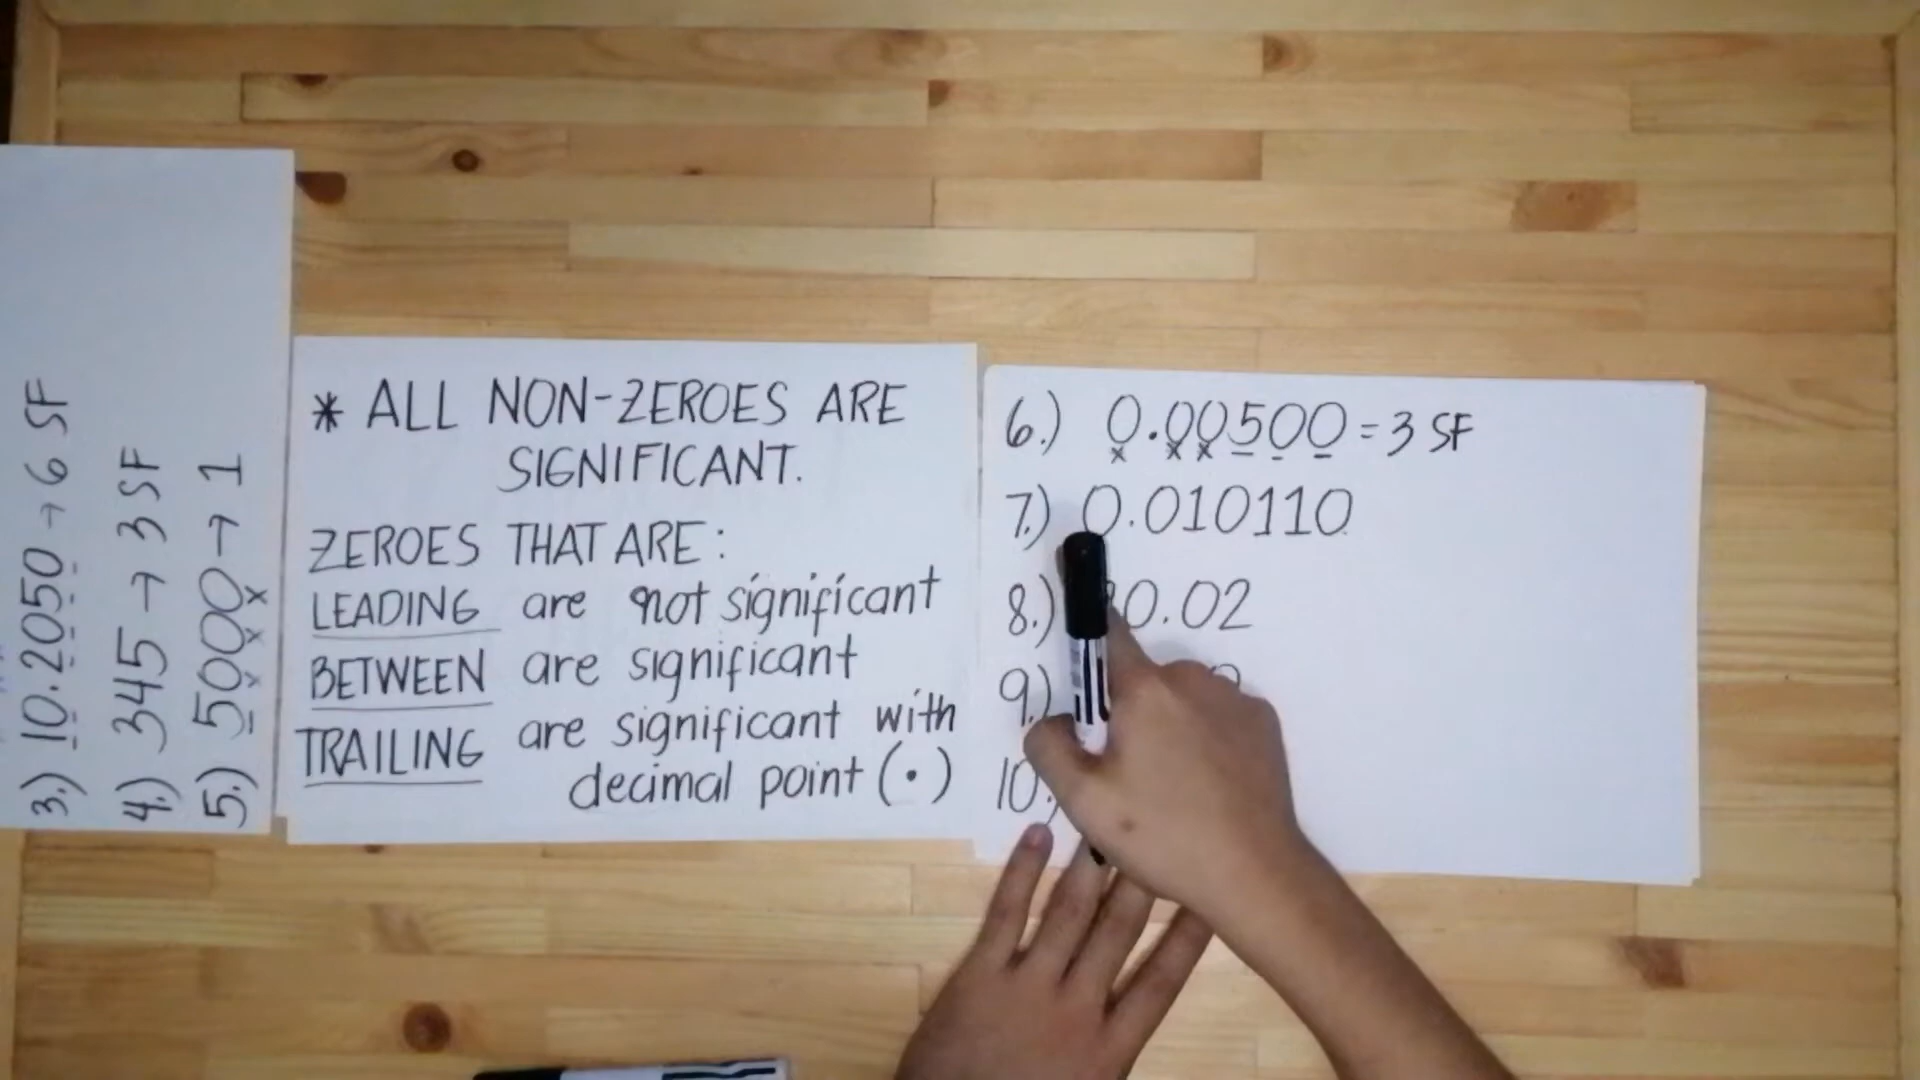 3.) 10.2050 → 6 SF
4.) 345 → 3 SF
5.) 5000 → 1
* ALL NON-ZEROES ARE
SIGNIFICANT.
ZEROES THAT ARE:
LEADING are not significant
BETWEEN are significant
TRAILING are significant with
decimal point (.)
6.) 0.00500 = 3 SF
7.) 0.010110
8.) 0.02
9.)
10.)